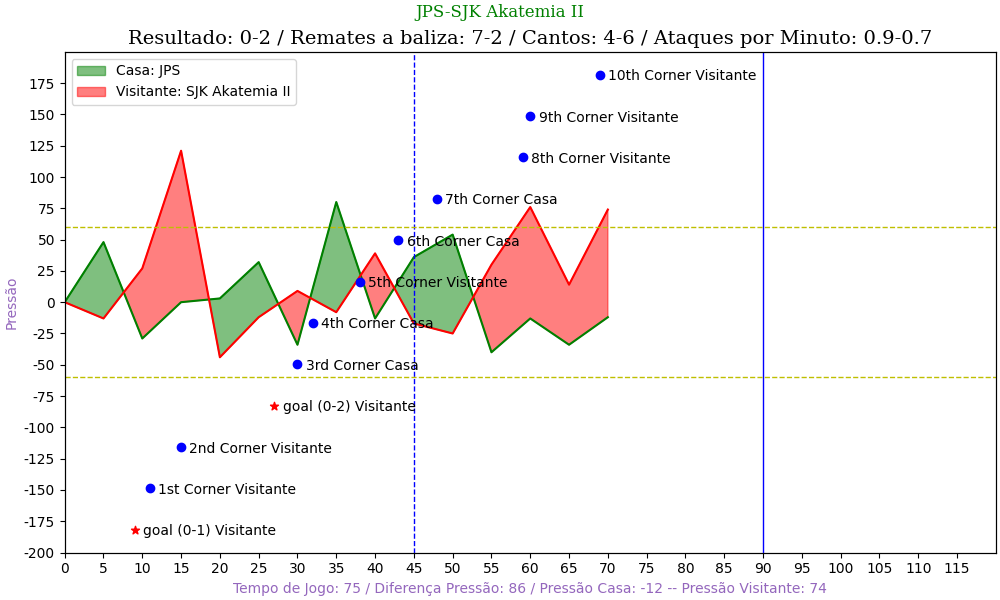 JPS-SJK Akatemia II
Resultado: 0-2 / Remates a baliza: 7-2 / Cantos: 4-6 / Ataques por Minuto: 0.9-0.7
Casa: JPS
Visitante: SJK Akatemia II
10th Corner Visitante
9th Corner Visitante
8th Corner Visitante
7th Corner Casa
6th Corner Casa
5th Corner Visitante
4th Corner Casa
3rd Corner Casa
goal (0-2) Visitante
2nd Corner Visitante
1st Corner Visitante
goal (0-1) Visitante
Pressão
175
150
125
100
75
50
25
0
-25
-50
-75
-100
-125
-150
-175
-200
0 5 10 15 20 25 30 35 40 45 50 55 60 65 70 75 80 85 90 95 100 105 110 115
Tempo de Jogo: 75 / Diferença Pressão: 86 / Pressão Casa: -12 -- Pressão Visitante: 74